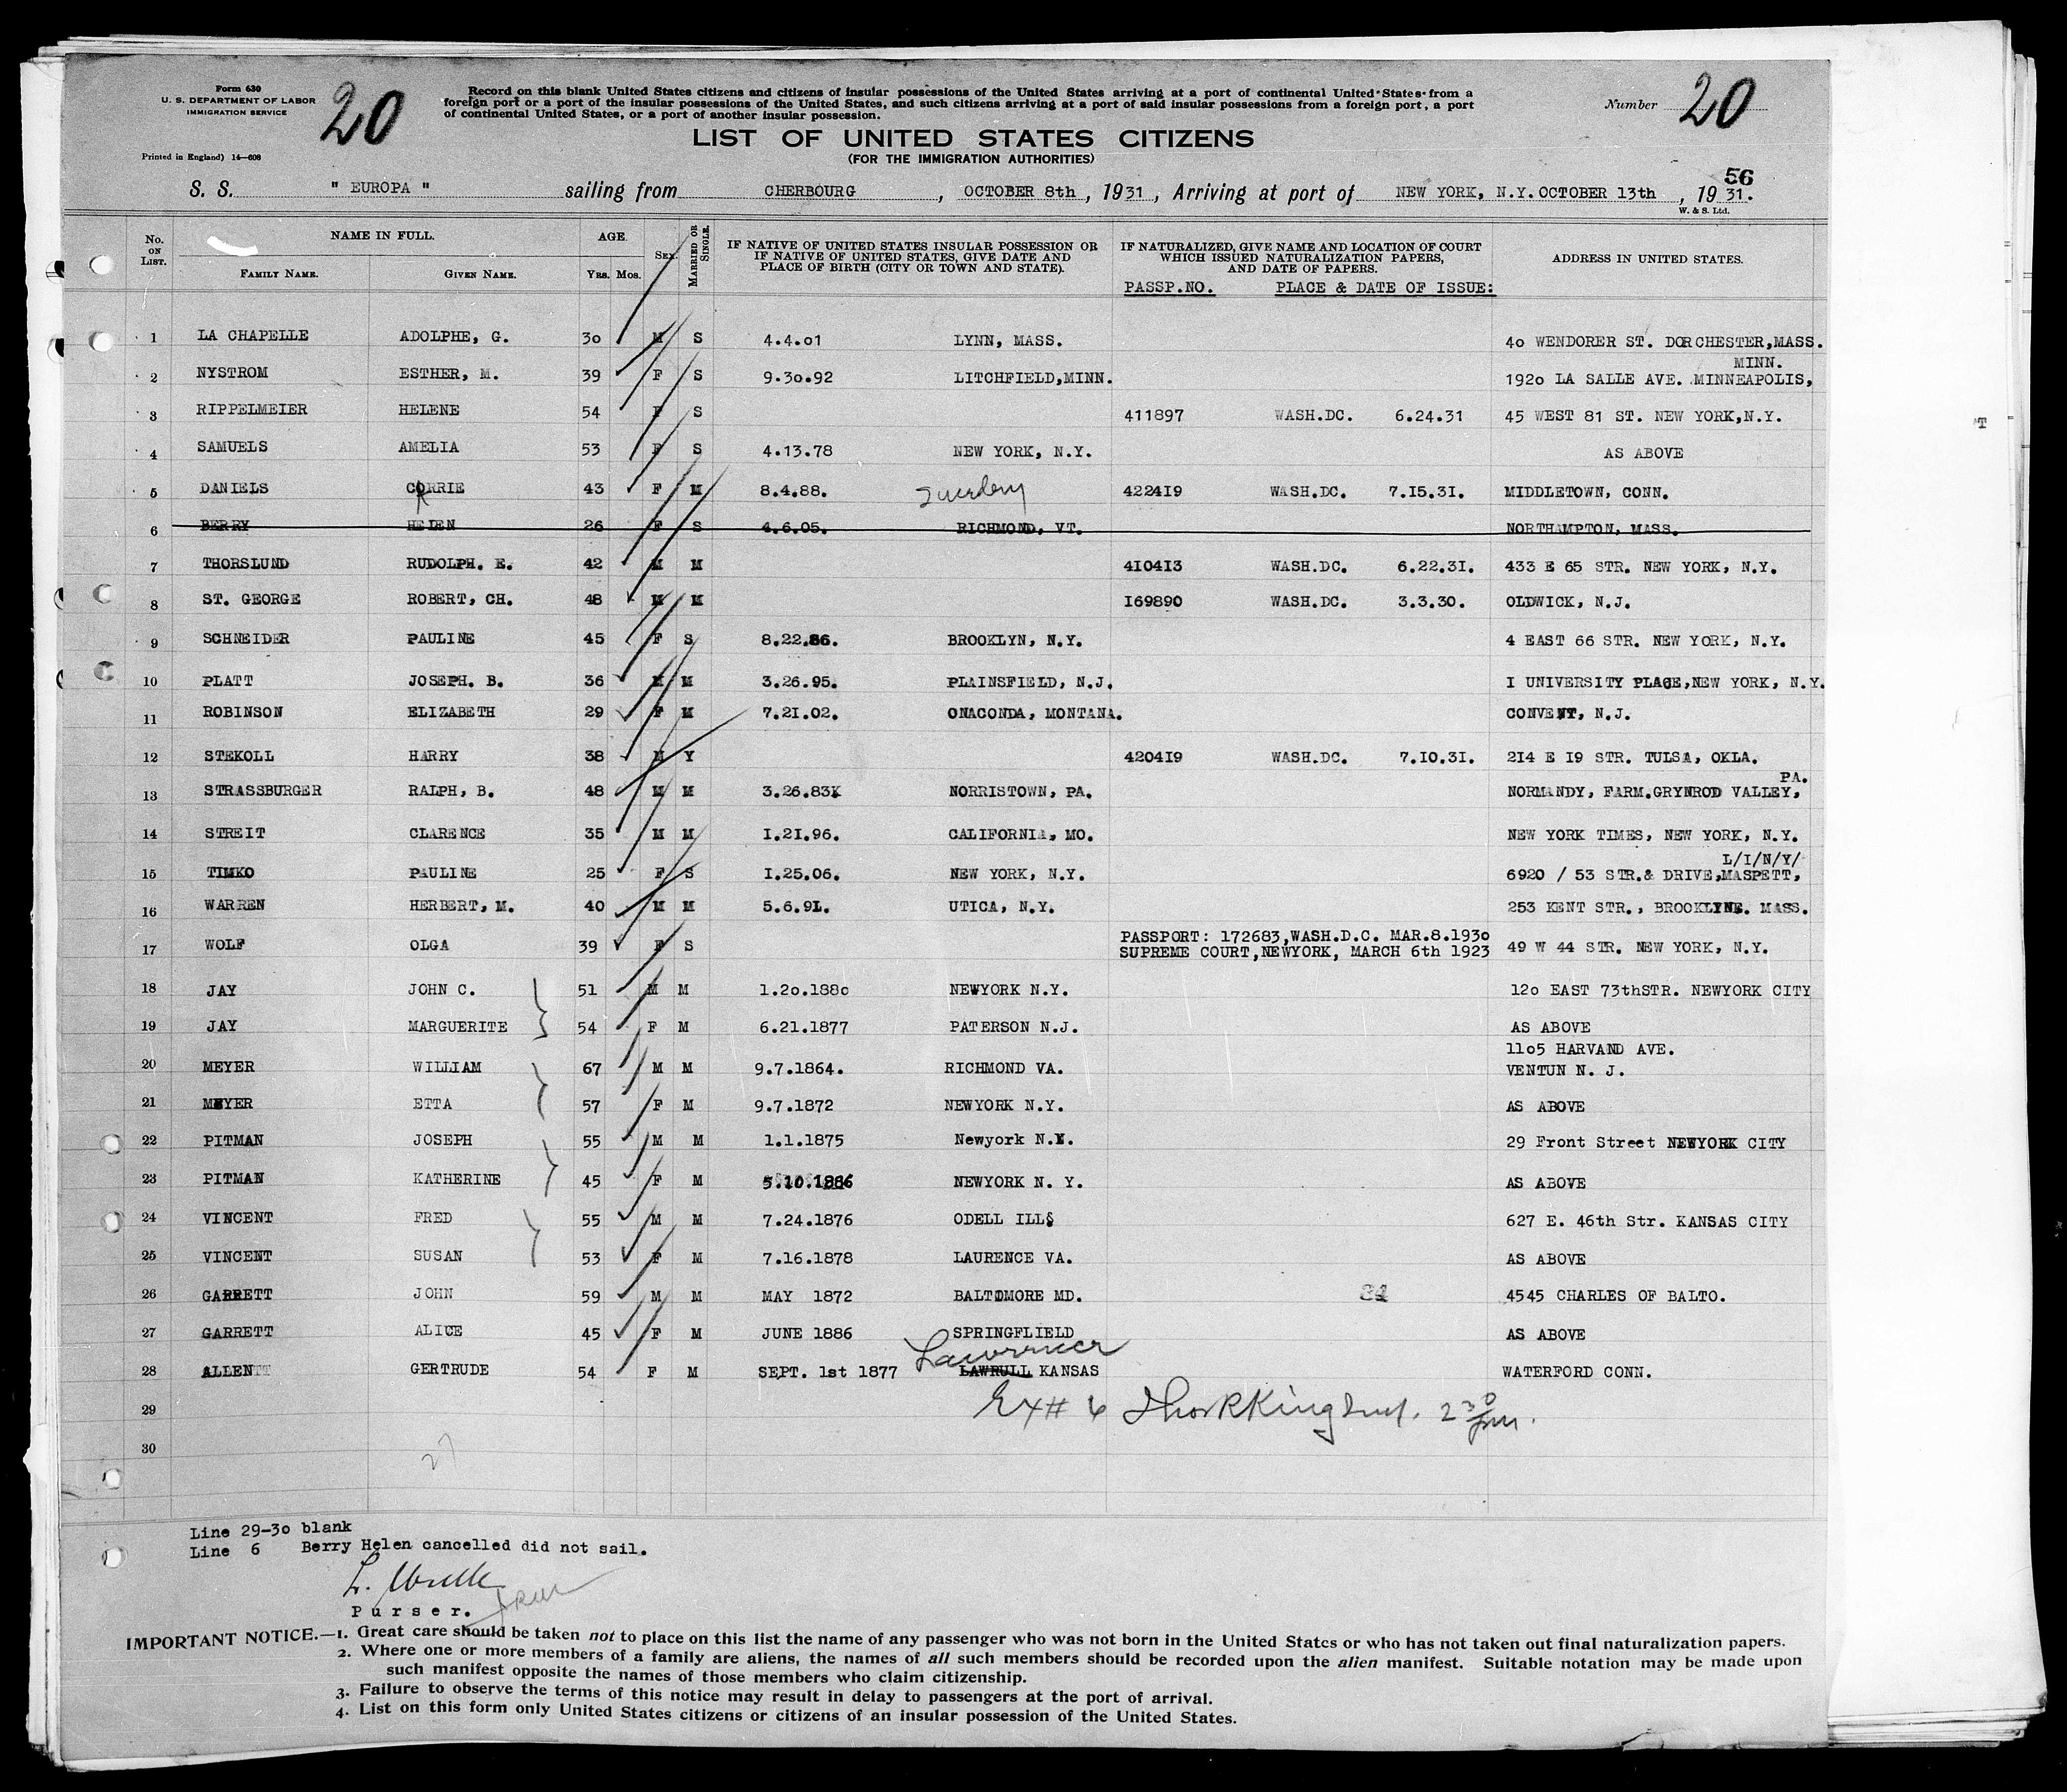 Form 630
U. S. DEPARTMENT OF LABOR
IMMIGRATION SERVICE
20
Record on this blank United States citizens and citizens of insular possessions of the United States arriving at a port of continental United States from a
foreign port or a port of the insular possessions of the United States, and such citizens arriving at a port of said insular possessions from a foreign port, a port
of continental United States, or a port of another insular possession.
Number 20
LIST OF UNITED STATES CITIZENS
(FOR THE IMMIGRATION AUTHORITIES)
Printed in England) 14—608
56
S. S. " EUROPA " sailing from CHERBOURG , OCTOBER 8th , 1931 , Arriving at port of NEW YORK, N.Y. OCTOBER 13th , 19 31.
W. & S. Ltd.
No. ON LIST. NAME IN FULL. AGE. SEX. MARRIED OR SINGLE. IF NATIVE OF UNITED STATES INSULAR POSSESSION OR IF NATIVE OF UNITED STATES, GIVE DATE AND PLACE OF BIRTH (CITY OR TOWN AND STATE). IF NATURALIZED, GIVE NAME AND LOCATION OF COURT WHICH ISSUED NATURALIZATION PAPERS, AND DATE OF PAPERS. ADDRESS IN UNITED STATES.
FAMILY NAME. GIVEN NAME. YRS. MOS.
PASSP.NO. PLACE & DATE OF ISSUE:
1 LA CHAPELLE ADOLPHE, G. 30 M S 4.4.01 LYNN, MASS. 40 WENDORER ST. DORCHESTER,MASS.
MINN.
2 NYSTROM ESTHER, M. 39 F S 9.30.92 LITCHFIELD,MINN. 1920 LA SALLE AVE. MINNEAPOLIS,
3 RIPPELMEIER HELENE 54 F S 411897 WASH.DC. 6.24.31 45 WEST 81 ST. NEW YORK,N.Y.
4 SAMUELS AMELIA 53 F S 4.13.78 NEW YORK, N.Y. AS ABOVE
5 DANIELS CORRIE 43 F M 8.4.88. 422419 WASH.DC. 7.15.31. MIDDLETOWN, CONN.
6 BERRY HELEN 26 F S 4.6.05. RICHMOND, VT. NORTHAMPTON, MASS.
7 THORSLUND RUDOLPH. E. 42 M M 410413 WASH.DC. 6.22.31. 433 E 65 STR. NEW YORK, N.Y.
8 ST. GEORGE ROBERT, CH. 48 M M 169890 WASH.DC. 3.3.30. OLDWICK, N.J.
9 SCHNEIDER PAULINE 45 F S 8.22.86. BROOKLYN, N.Y. 4 EAST 66 STR. NEW YORK, N.Y.
10 PLATT JOSEPH. B. 36 M M 3.26.95. PLAINSFIELD, N.J. I UNIVERSITY PLACE,NEW YORK, N.Y.
11 ROBINSON ELIZABETH 29 F M 7.21.02. ONACONDA, MONTANA. CONVENT, N.J.
12 STEKOLL HARRY 38 M Y 420419 WASH.DC. 7.10.31. 214 E 19 STR. TULSA, OKLA.
PA.
13 STRASSBURGER RALPH, B. 48 M M 3.26.83 NORRISTOWN, PA. NORMANDY, FARM.GRYNROD VALLEY,
14 STREIT CLARENCE 35 M M 1.21.96. CALIFORNIA, MO. NEW YORK TIMES, NEW YORK, N.Y.
L/I/N/Y/
15 TIMKO PAULINE 25 F S 1.25.06. NEW YORK, N.Y. 6920 / 53 STR.& DRIVE,MASPETT,
16 WARREN HERBERT, M. 40 M M 5.6.91. UTICA, N.Y. 253 KENT STR., BROOKLYNE. MASS.
PASSPORT: 172683,WASH.D.C. MAR.8.1930
17 WOLF OLGA 39 F S SUPREME COURT,NEWYORK, MARCH 6th 1923 49 W 44 STR. NEW YORK, N.Y.
18 JAY JOHN C. 51 M M 1.20.1880 NEWYORK N.Y. 120 EAST 73thSTR. NEWYORK CITY
19 JAY MARGUERITE 54 F M 6.21.1877 PATERSON N.J. AS ABOVE
1105 HARVAND AVE.
20 MEYER WILLIAM 67 M M 9.7.1864. RICHMOND VA. VENTUN N. J.
21 MEYER ETTA 57 F M 9.7.1872 NEWYORK N.Y. AS ABOVE
22 PITMAN JOSEPH 55 M M 1.1.1875 Newyork N.Y. 29 Front Street NEWYORK CITY
23 PITMAN KATHERINE 45 F M 5.10.1886 NEWYORK N. Y. AS ABOVE
24 VINCENT FRED 55 M M 7.24.1876 ODELL ILLS 627 E. 46th Str. KANSAS CITY
25 VINCENT SUSAN 53 F M 7.16.1878 LAURENCE VA. AS ABOVE
26 GARRETT JOHN 59 M M MAY 1872 BALTIMORE MD. 4545 CHARLES OF BALTO.
27 GARRETT ALICE 45 F M JUNE 1886 SPRINGFLIELD AS ABOVE
Lawrence
28 ALLEN GERTRUDE 54 F M SEPT. 1st 1877 LAWRULL KANSAS WATERFORD CONN.
29 Ex # 6 2 30 pm.
30
27
Line 29-30 blank
Line 6 Berry Helen cancelled did not sail.
Purser.
IMPORTANT NOTICE.—1. Great care should be taken not to place on this list the name of any passenger who was not born in the United States or who has not taken out final naturalization papers.
2. Where one or more members of a family are aliens, the names of all such members should be recorded upon the alien manifest. Suitable notation may be made upon
such manifest opposite the names of those members who claim citizenship.
3. Failure to observe the terms of this notice may result in delay to passengers at the port of arrival.
4. List on this form only United States citizens or citizens of an insular possession of the United States.